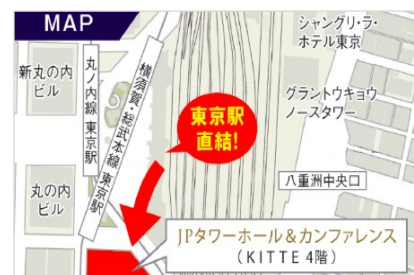 MAP
シャングリ・ラ・
ホテル東京
新丸の内
ビル
丸ノ内線 東京駅
横須賀・総武本線 東京駅
東京駅
直結!
グラントウキョウ
ノースタワー
八重洲中央口
丸の内
ビル
JPタワーホール&カンファレンス
(KITTE 4階)